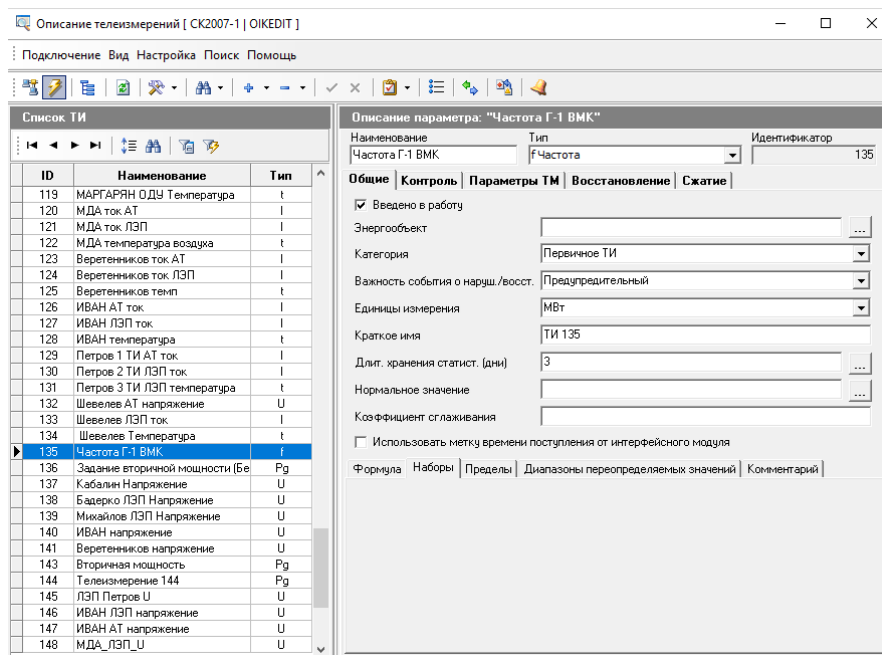 Описание телеизмерений [ СК2007-1 | OIKEDIT ]
Подключение Вид Настройка Поиск Помощь
Список ТИ
ID Наименование Тип
119 МАРГАРЯН ОДУ Температура t
120 МДА ток АТ I
121 МДА ток ЛЭП I
122 МДА температура воздуха t
123 Веретенников ток АТ I
124 Веретенников ток ЛЭП I
125 Веретенников темп t
126 ИВАН АТ ток I
127 ИВАН ЛЭП ток I
128 ИВАН температура t
129 Петров 1 ТИ АТ ток I
130 Петров 2 ТИ ЛЭП ток I
131 Петров 3 ТИ ЛЭП температура t
132 Шевелев АТ напряжение U
133 Шевелев ЛЭП ток I
134 Шевелев Температура t
135 Частота Г-1 ВМК f
136 Задание вторичной мощности (Бе Pg
137 Кабалин Напряжение U
138 Бадерко ЛЭП Напряжение U
139 Михайлов ЛЭП Напряжение U
140 ИВАН напряжение U
141 Веретенников напряжение U
143 Вторичная мощность Pg
144 Телеизмерение 144 Pg
145 ЛЭП Петров U U
146 ИВАН ЛЭП напряжение U
147 ИВАН АТ напряжение U
148 МДА_ЛЭП_U U
Описание параметра: "Частота Г-1 ВМК"
Наименование Тип Идентификатор
Частота Г-1 ВМК f Частота 135
Общие Контроль Параметры ТМ Восстановление Сжатие
Введено в работу
Энергообъект ...
Категория Первичное ТИ
Важность события о наруш./восст. Предупредительный
Единицы измерения МВт
Краткое имя ТИ 135
Длит. хранения статист. (дни) 3 ...
Нормальное значение ...
Коэффициент сглаживания
Использовать метку времени поступления от интерфейсного модуля
Формула Наборы Пределы Диапазоны переопределяемых значений Комментарий